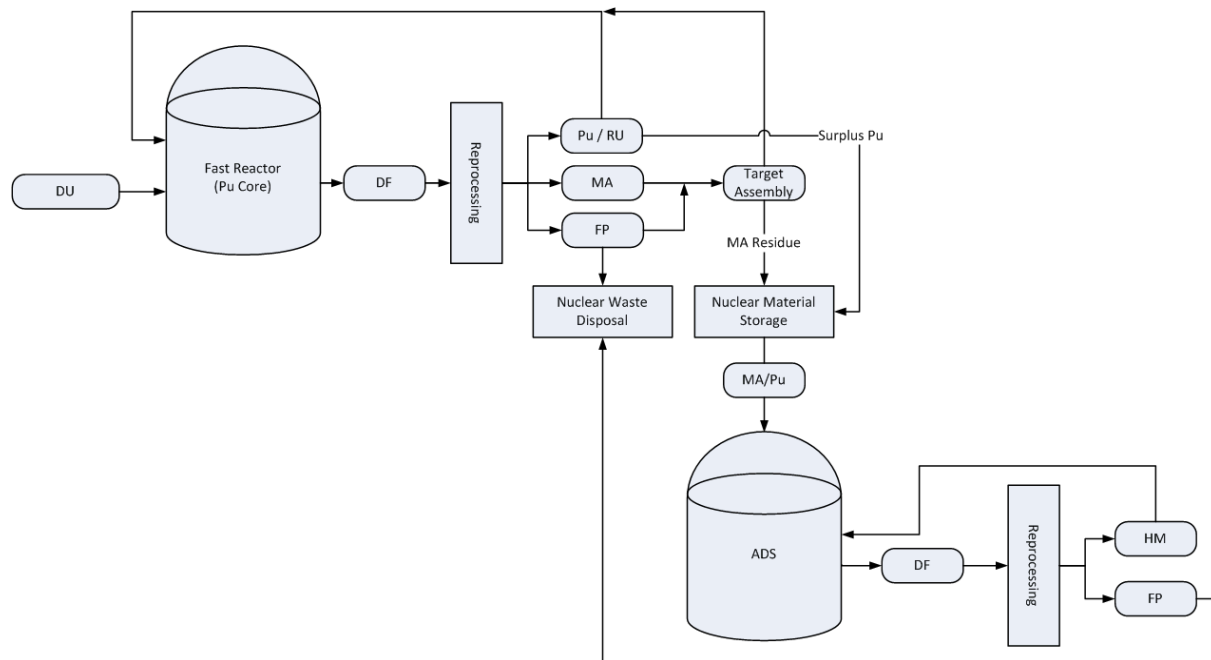 Fast Reactor
(Pu Core)
DU
DF
Reprocessing
Pu / RU
Surplus Pu
MA
Target
Assembly
FP
MA Residue
Nuclear Waste
Disposal
Nuclear Material
Storage
MA/Pu
ADS
DF
Reprocessing
HM
FP